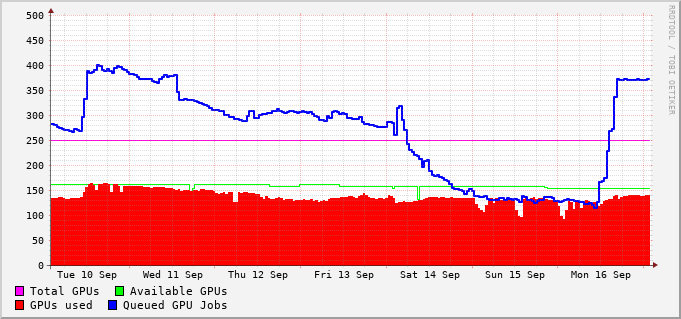 500
450
400
350
300
250
200
150
100
50
0
Tue 10 Sep Wed 11 Sep Thu 12 Sep Fri 13 Sep Sat 14 Sep Sun 15 Sep Mon 16 Sep
Total GPUs Available GPUs
GPUs used Queued GPU Jobs
RRDTOOL / TOBI OETIKER